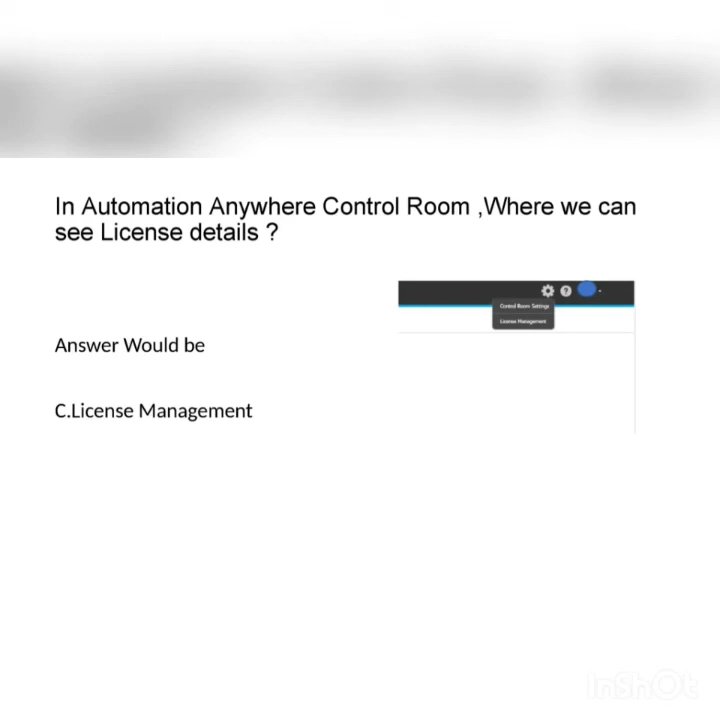 In Automation Anywhere Control Room ,Where we can
see License details ?
Control Room Settings
License Management
Answer Would be
C.License Management
InShOt